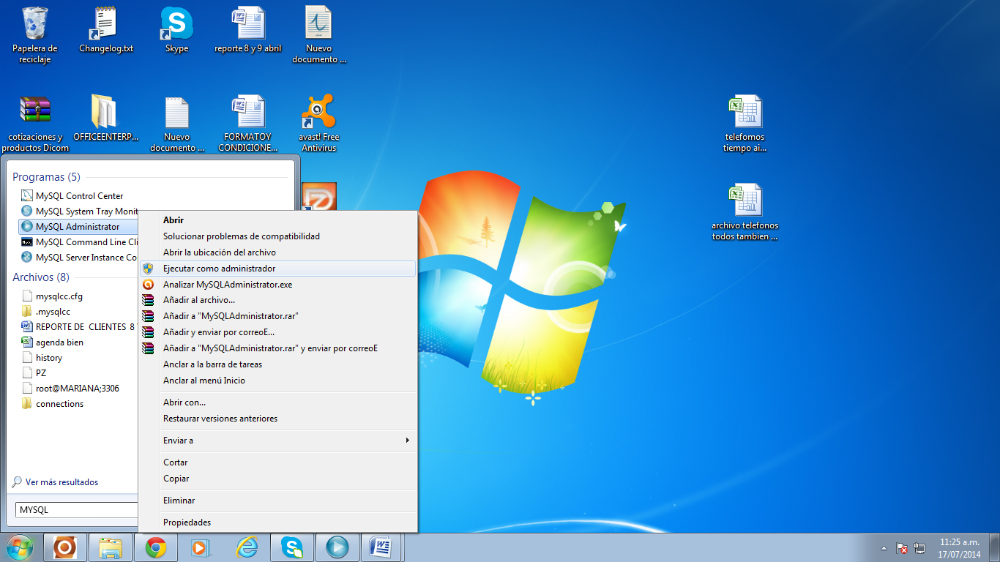 Papelera de
reciclaje
Changelog.txt
Skype
reporte 8 y 9 abril
Nuevo
documento ...
cotizaciones y
productos Dicom
OFFICEENTERP...
Nuevo
documento ...
FORMATOY
CONDICIONE...
avast! Free
Antivirus
telefomos
tiempo ai...
archivo telefonos
todos tambien ...
Programas (5)
MySQL Control Center
MySQL System Tray Monit
MySQL Administrator
MySQL Command Line Cli
MySQL Server Instance Co
Archivos (8)
mysqlcc.cfg
.mysqlcc
REPORTE DE CLIENTES 8
agenda bien
history
PZ
root@MARIANA;3306
connections
Ver más resultados
MYSQL
Abrir
Solucionar problemas de compatibilidad
Abrir la ubicación del archivo
Ejecutar como administrador
Analizar MySQLAdministrator.exe
Añadir al archivo...
Añadir a "MySQLAdministrator.rar"
Añadir y enviar por correoE...
Añadir a "MySQLAdministrator.rar" y enviar por correoE
Anclar a la barra de tareas
Anclar al menú Inicio
Abrir con...
Restaurar versiones anteriores
Enviar a
Cortar
Copiar
Eliminar
Propiedades
11:25 a.m.
17/07/2014